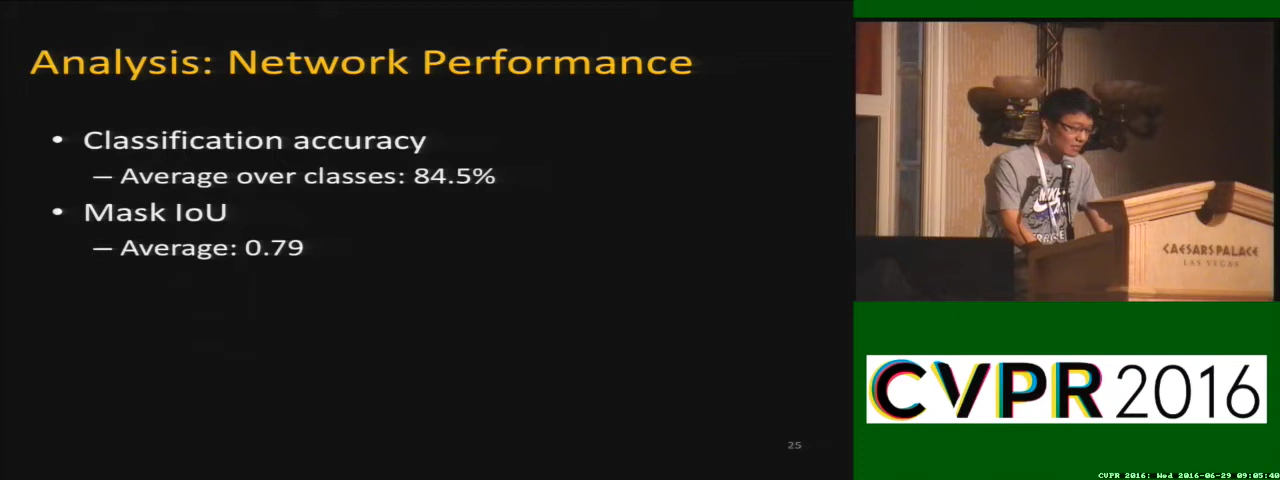 Analysis: Network Performance
• Classification accuracy
– Average over classes: 84.5%
• Mask IoU
– Average: 0.79
25
NIKE
CAESARS PALACE
LAS VEGAS
CVPR 2016
CVPR 2016: Wed 2016-06-29 09:05:40